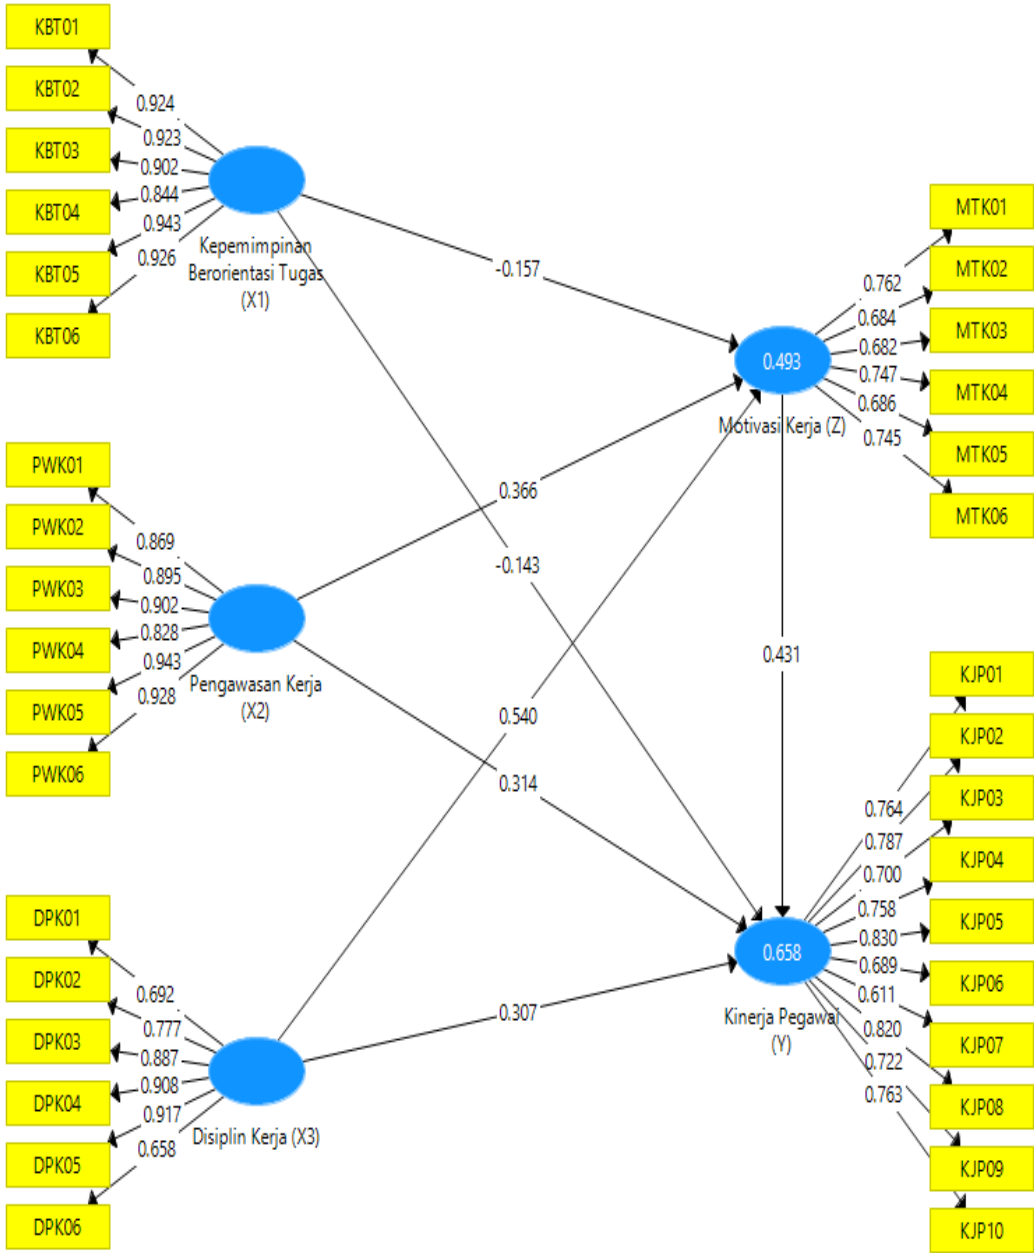 KBT01
KBT02
KBT03
KBT04
KBT05
KBT06
0.924
0.923
0.902
0.844
0.943
0.926
Kepemimpinan
Berorientasi Tugas
(X1)
PWK01
PWK02
PWK03
PWK04
PWK05
PWK06
0.869
0.895
0.902
0.828
0.943
0.928
Pengawasan Kerja
(X2)
DPK01
DPK02
DPK03
DPK04
DPK05
DPK06
0.692
0.777
0.887
0.908
0.917
0.658
Disiplin Kerja (X3)
-0.157
0.366
-0.143
0.540
0.314
0.307
0.431
0.493
Motivasi Kerja (Z)
0.762
0.684
0.682
0.747
0.686
0.745
MTK01
MTK02
MTK03
MTK04
MTK05
MTK06
0.658
Kinerja Pegawai
(Y)
0.764
0.787
0.700
0.758
0.830
0.689
0.611
0.820
0.722
0.763
KJP01
KJP02
KJP03
KJP04
KJP05
KJP06
KJP07
KJP08
KJP09
KJP10